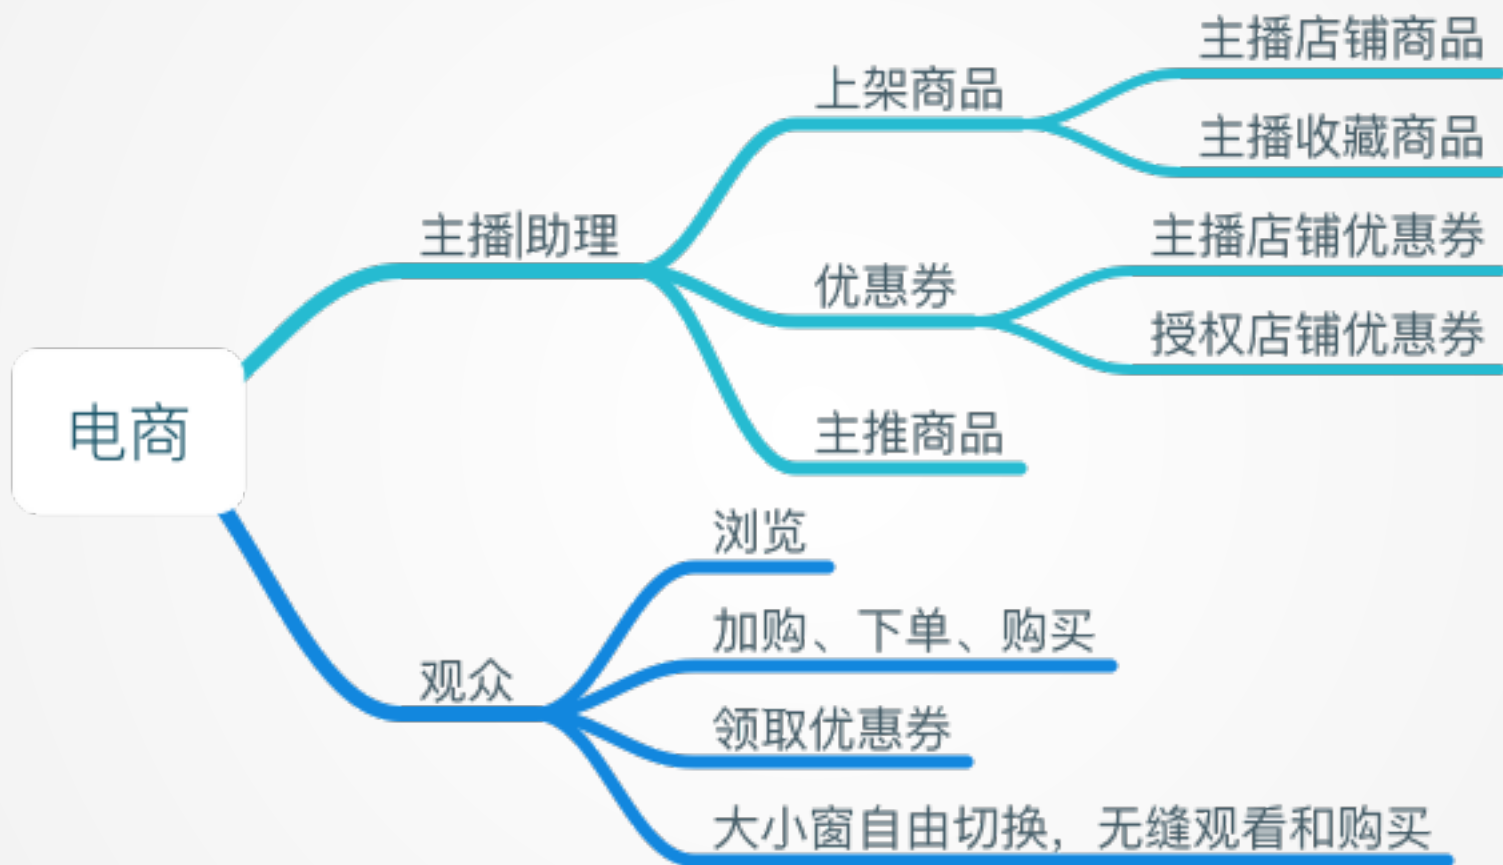 电商
主播|助理
上架商品
主播店铺商品
主播收藏商品
优惠券
主播店铺优惠券
授权店铺优惠券
主推商品
观众
浏览
加购、下单、购买
领取优惠券
大小窗自由切换，无缝观看和购买